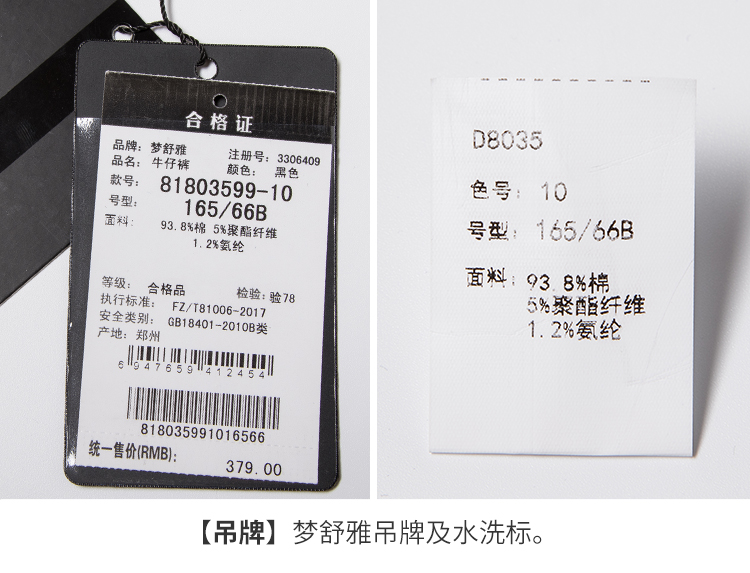 合格证
品牌: 梦舒雅 注册号: 3306409
品名: 牛仔裤 颜色: 黑色
款号: 81803599-10
号型: 165/66B
面料: 93.8%棉 5%聚酯纤维
1.2%氨纶
等级: 合格品 检验: 验78
执行标准: FZ/T81006-2017
安全类别: GB18401-2010B类
产地: 郑州
6947659412454
818035991016566
统一售价(RMB): 379.00
D8035
色号: 10
号型: 165/66B
面料: 93.8%棉
5%聚酯纤维
1.2%氨纶
【吊牌】梦舒雅吊牌及水洗标。